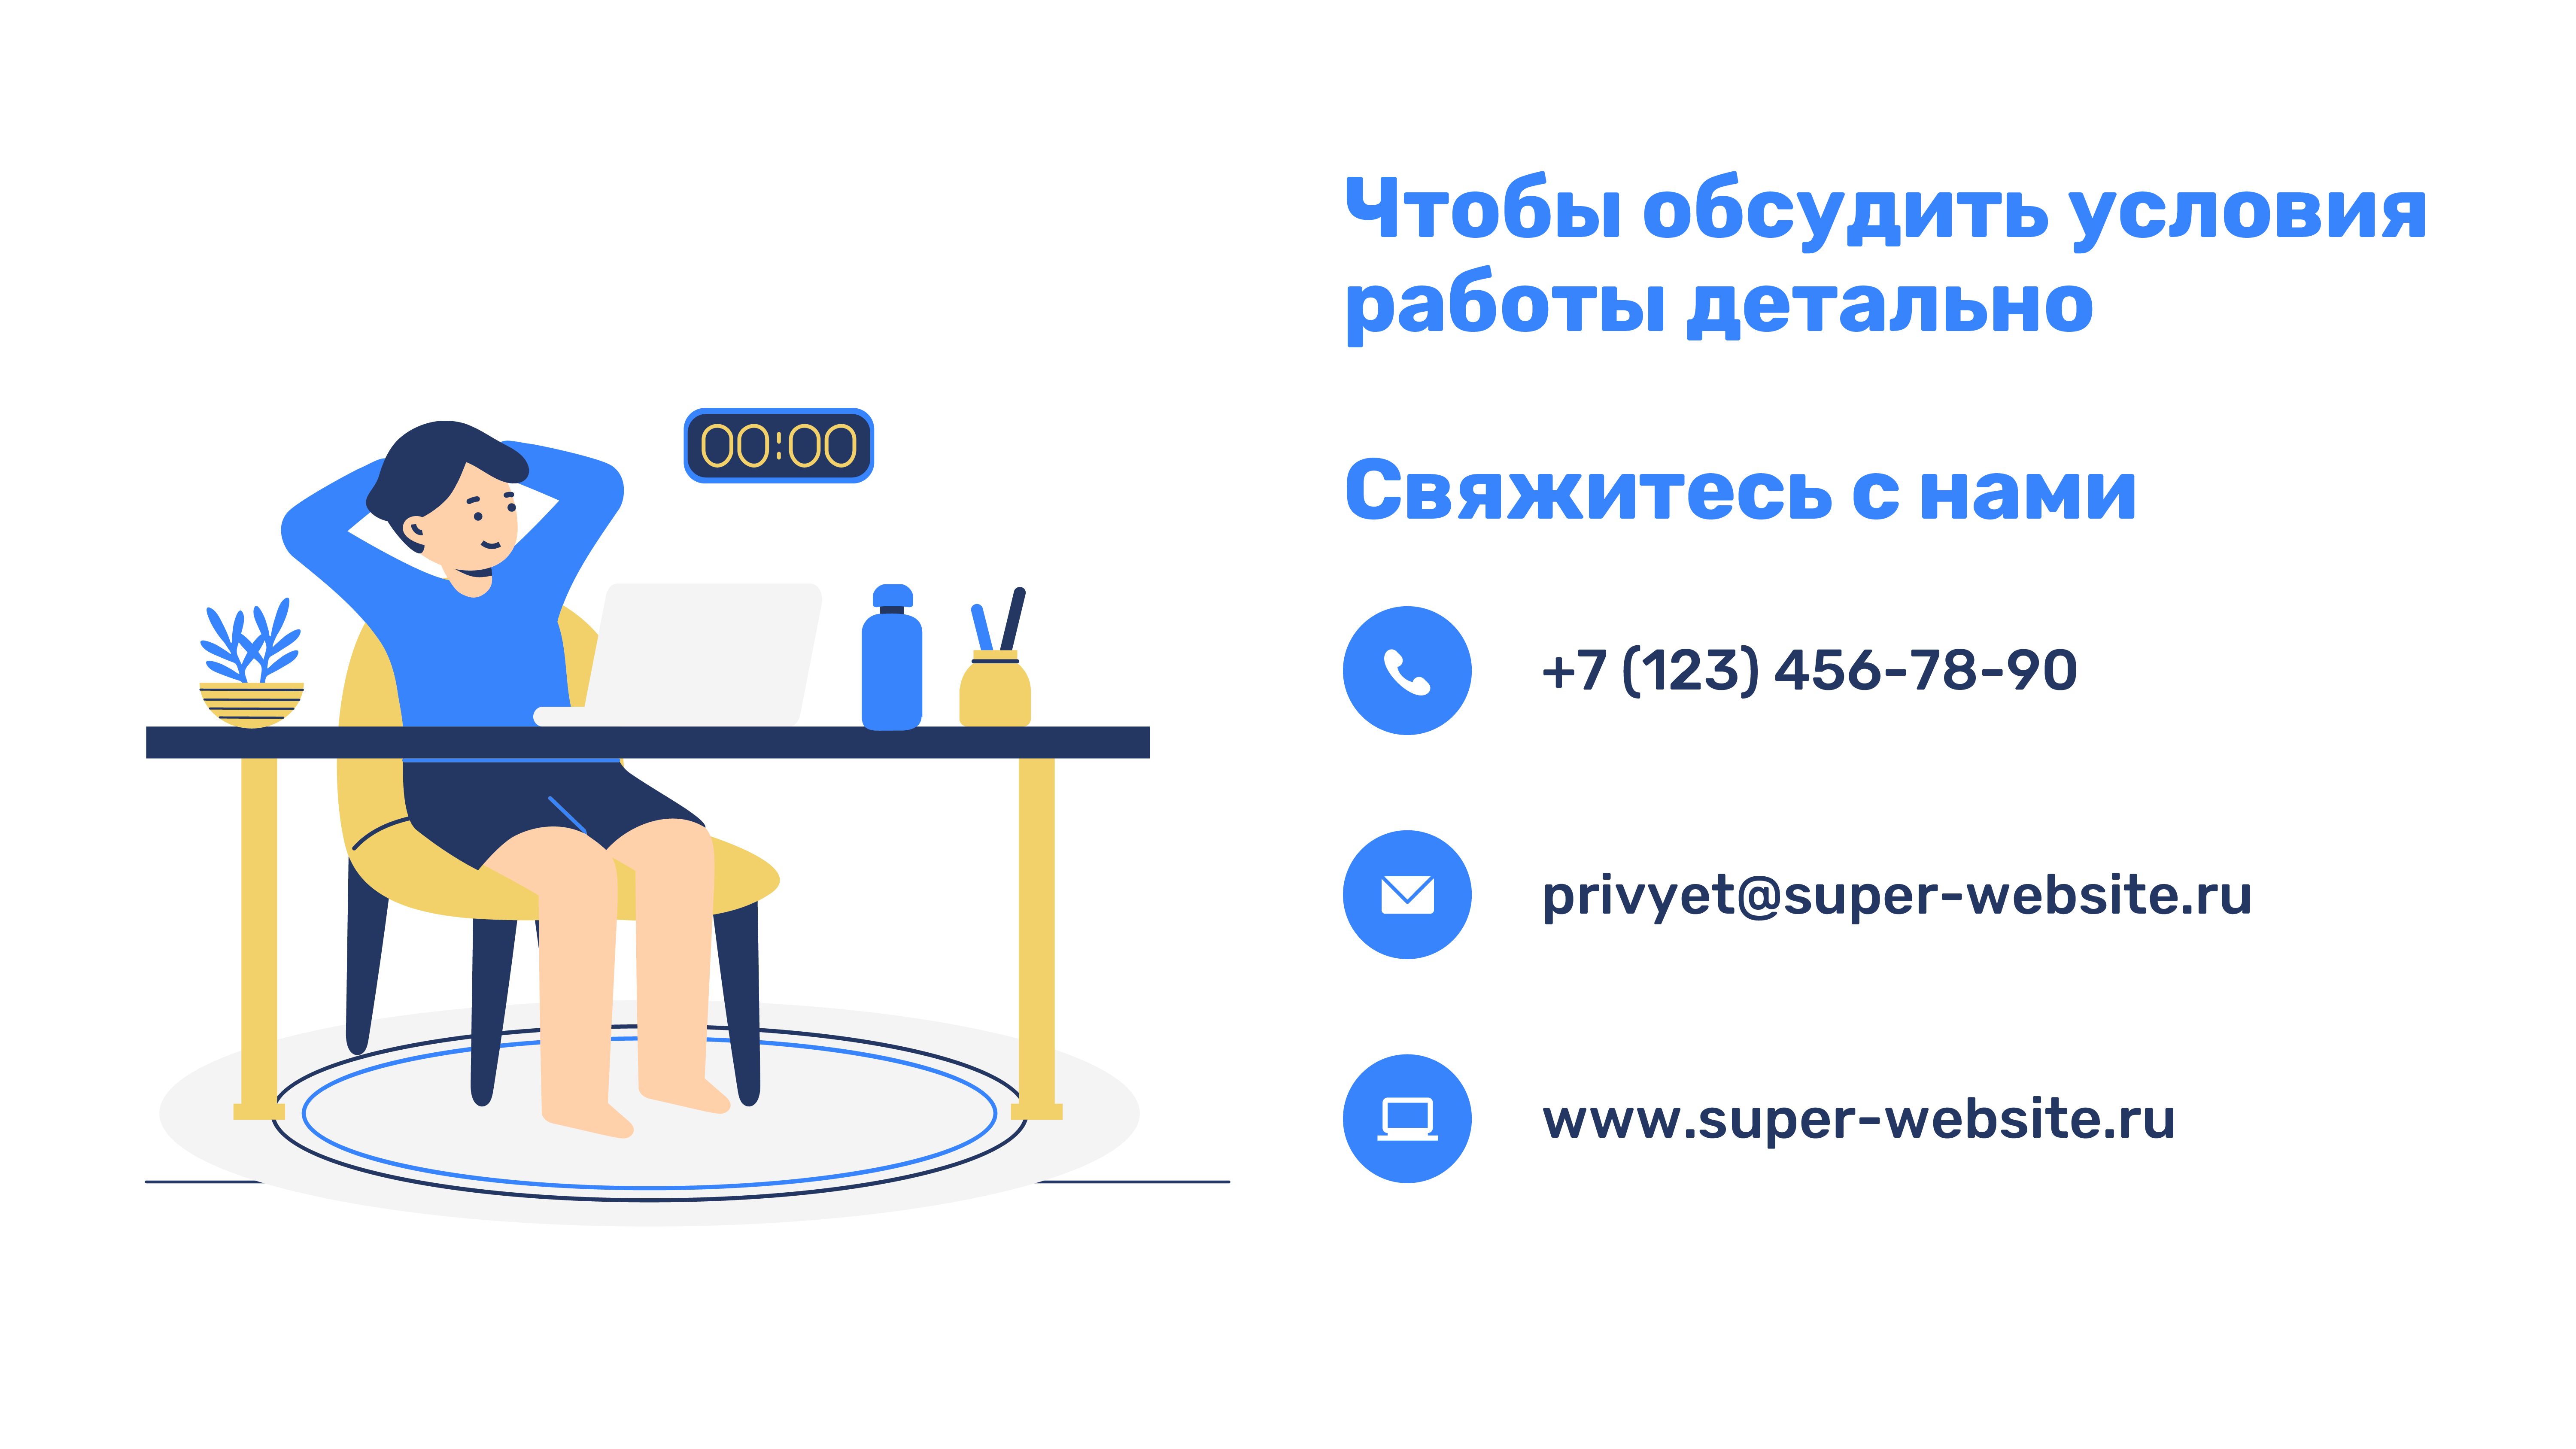 Чтобы обсудить условия
работы детально
Свяжитесь с нами
00:00
+7 (123) 456-78-90
privyet@super-website.ru
www.super-website.ru